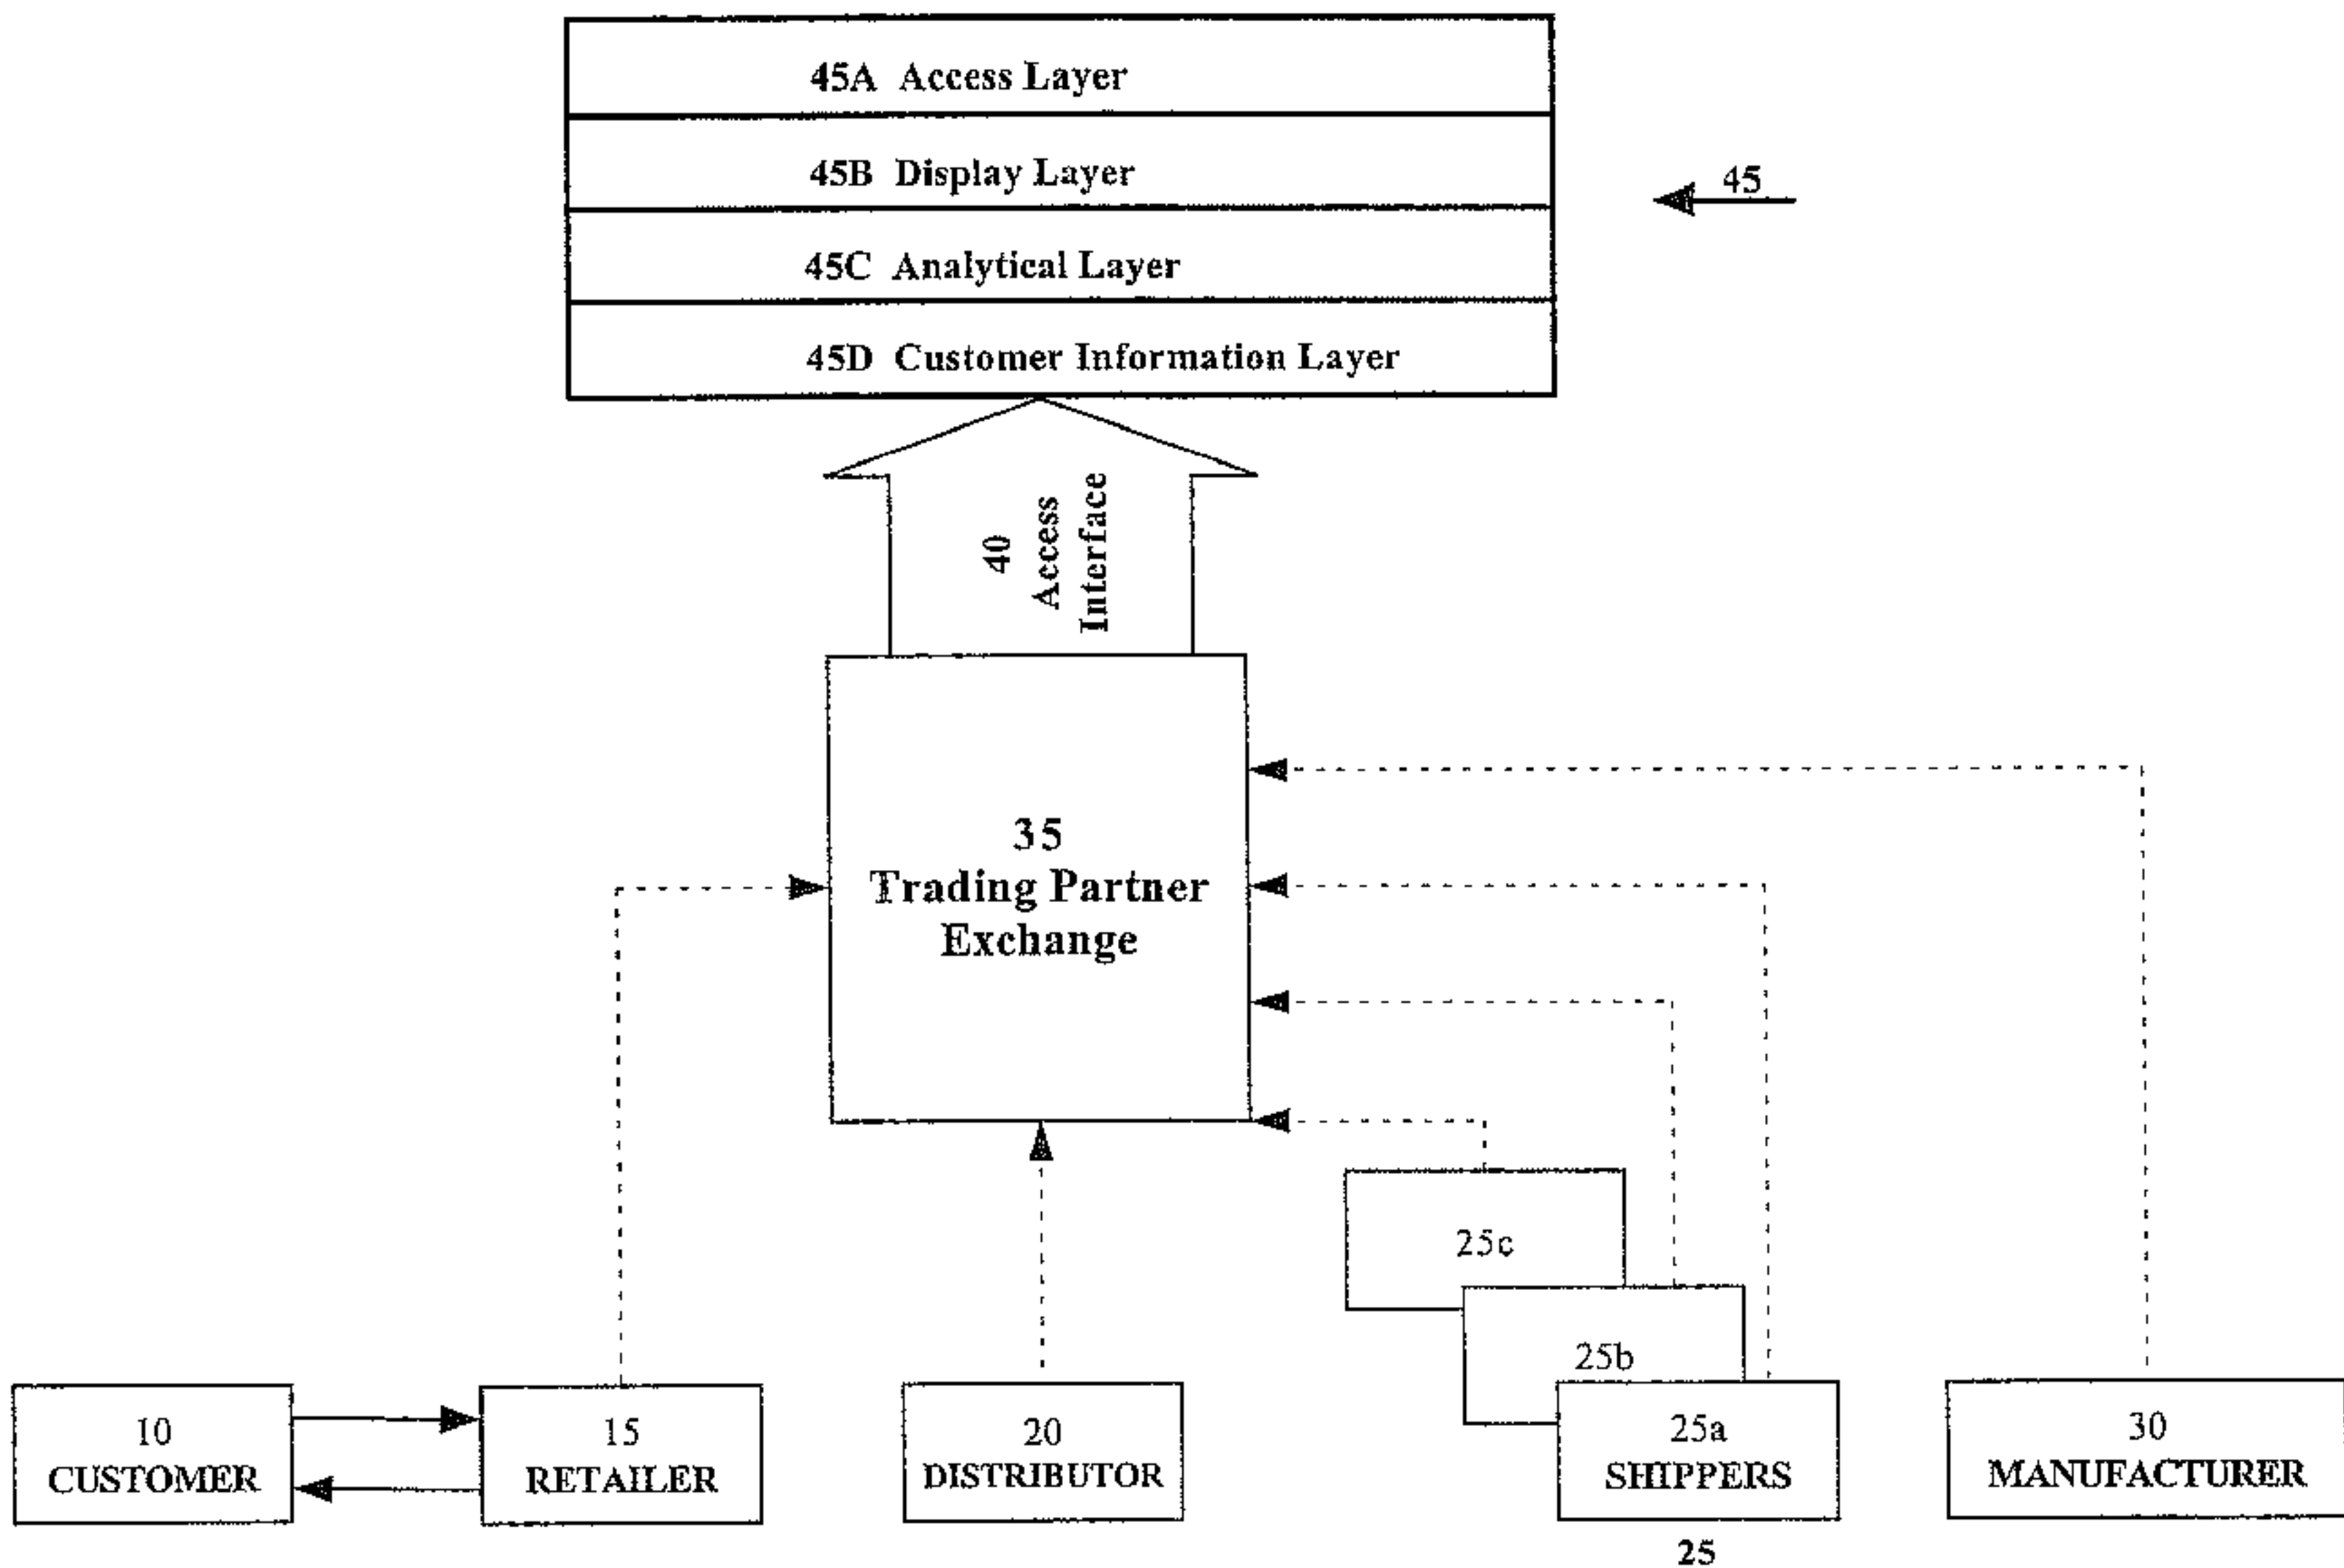 45A Access Layer
45B Display Layer
45
45C Analytical Layer
45D Customer Information Layer
40
Access
Interface
35
Trading Partner
Exchange
25c
25b
10
CUSTOMER
15
RETAILER
20
DISTRIBUTOR
25a
SHIPPERS
30
MANUFACTURER
25